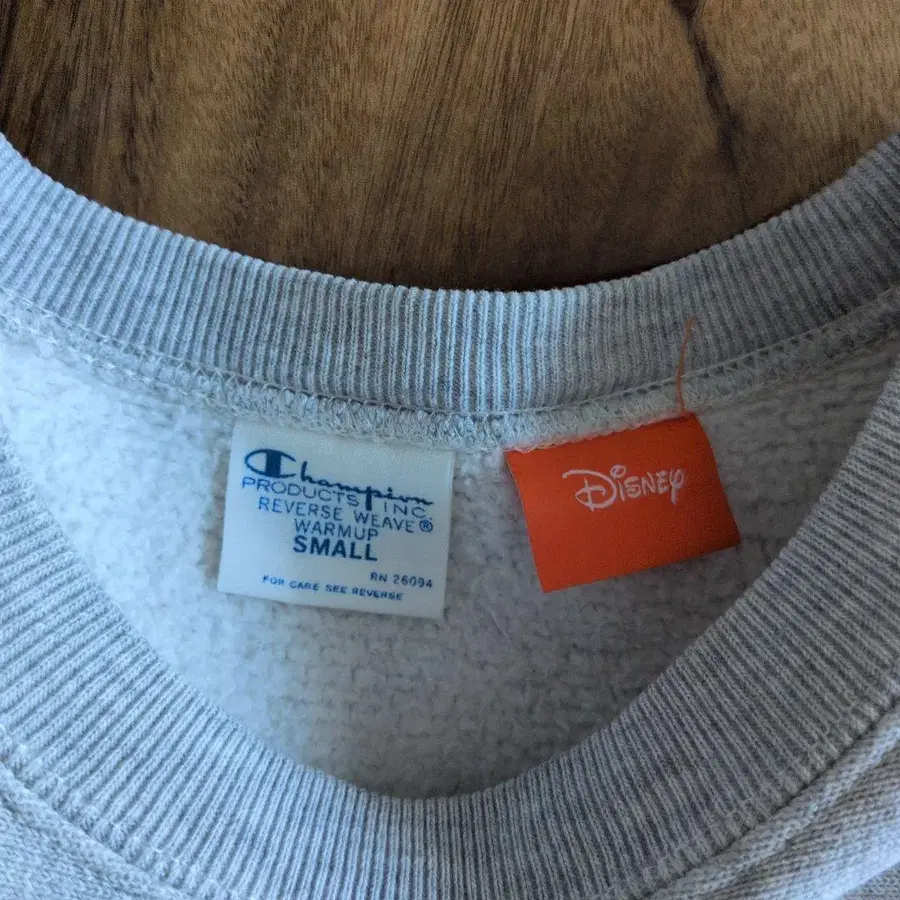 Champion
PRODUCTS INC.
REVERSE WEAVE®
WARMUP
SMALL
RN 26094
FOR CARE SEE REVERSE
DISNEY